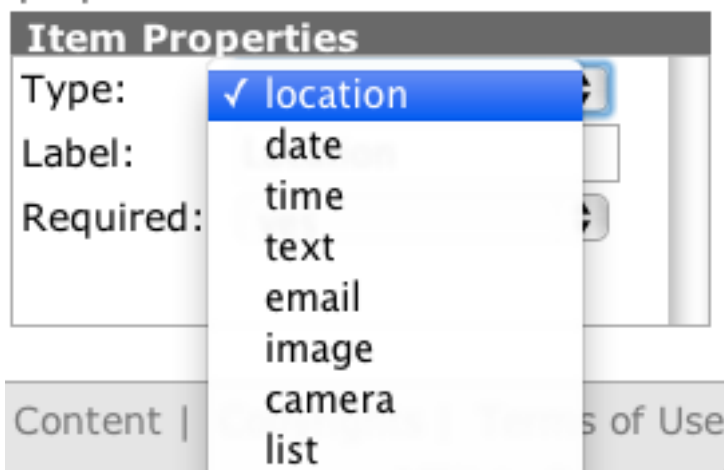 Item Properties
Type:
✓ location
date
Label:
time
Required:
text
email
image
camera
Content |
s of Use
list